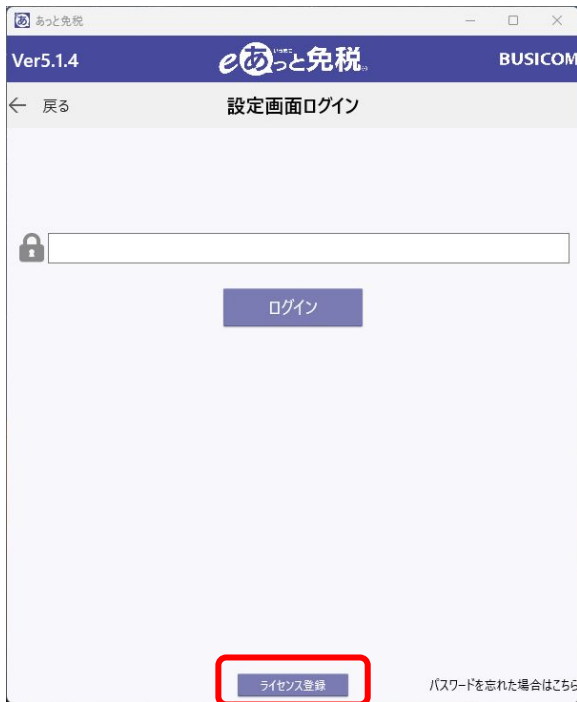 あ あっと免税
Ver5.1.4 eあっと免税 BUSICOM
← 戻る 設定画面ログイン
ログイン
ライセンス登録 パスワードを忘れた場合はこちら